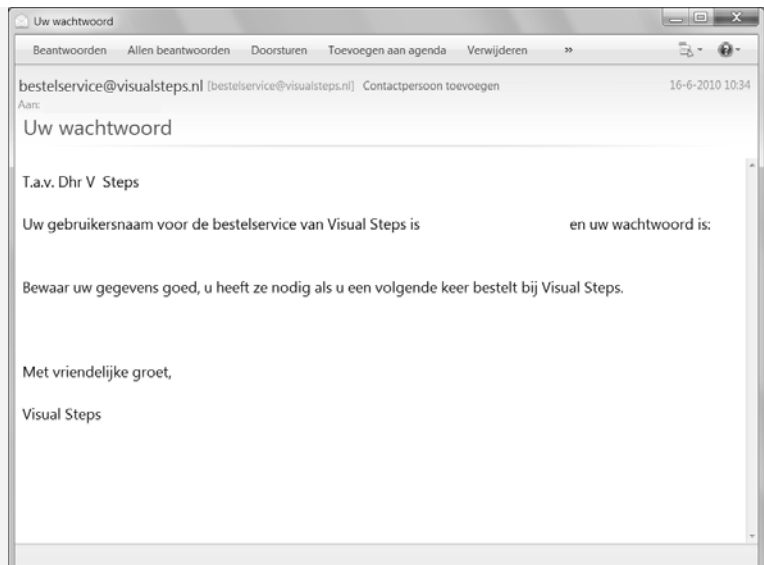 Uw wachtwoord
Beantwoorden Allen beantwoorden Doorsturen Toevoegen aan agenda Verwijderen »
bestelservice@visualsteps.nl [bestelservice@visualsteps.nl] Contactpersoon toevoegen 16-6-2010 10:34
Aan:
Uw wachtwoord
T.a.v. Dhr V Steps
Uw gebruikersnaam voor de bestelservice van Visual Steps is en uw wachtwoord is:
Bewaar uw gegevens goed, u heeft ze nodig als u een volgende keer bestelt bij Visual Steps.
Met vriendelijke groet,
Visual Steps